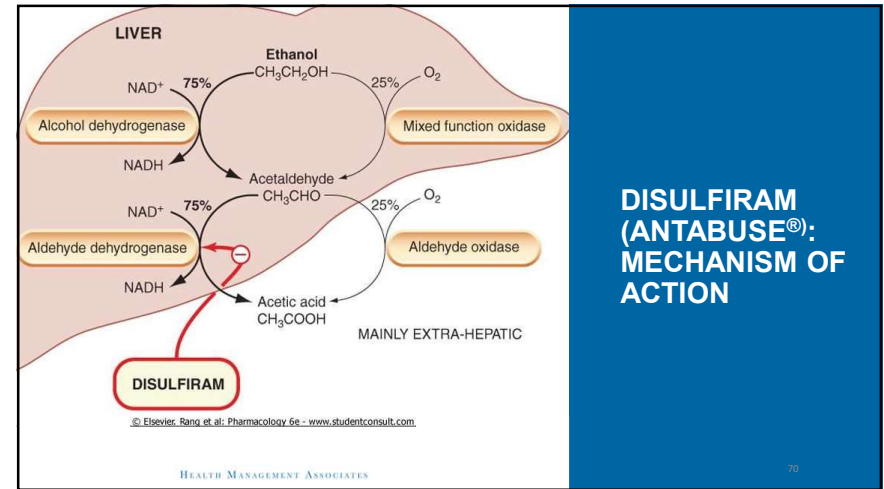 LIVER
Ethanol
CH₃CH₂OH
NAD⁺
75%
25%
O₂
Alcohol dehydrogenase
Mixed function oxidase
NADH
Acetaldehyde
CH₃CHO
NAD⁺
75%
25%
O₂
Aldehyde dehydrogenase
−
Aldehyde oxidase
NADH
Acetic acid
CH₃COOH
MAINLY EXTRA-HEPATIC
DISULFIRAM
© Elsevier. Rang et al: Pharmacology 6e - www.studentconsult.com
HEALTH MANAGEMENT ASSOCIATES
DISULFIRAM
(ANTABUSE®):
MECHANISM OF
ACTION
70